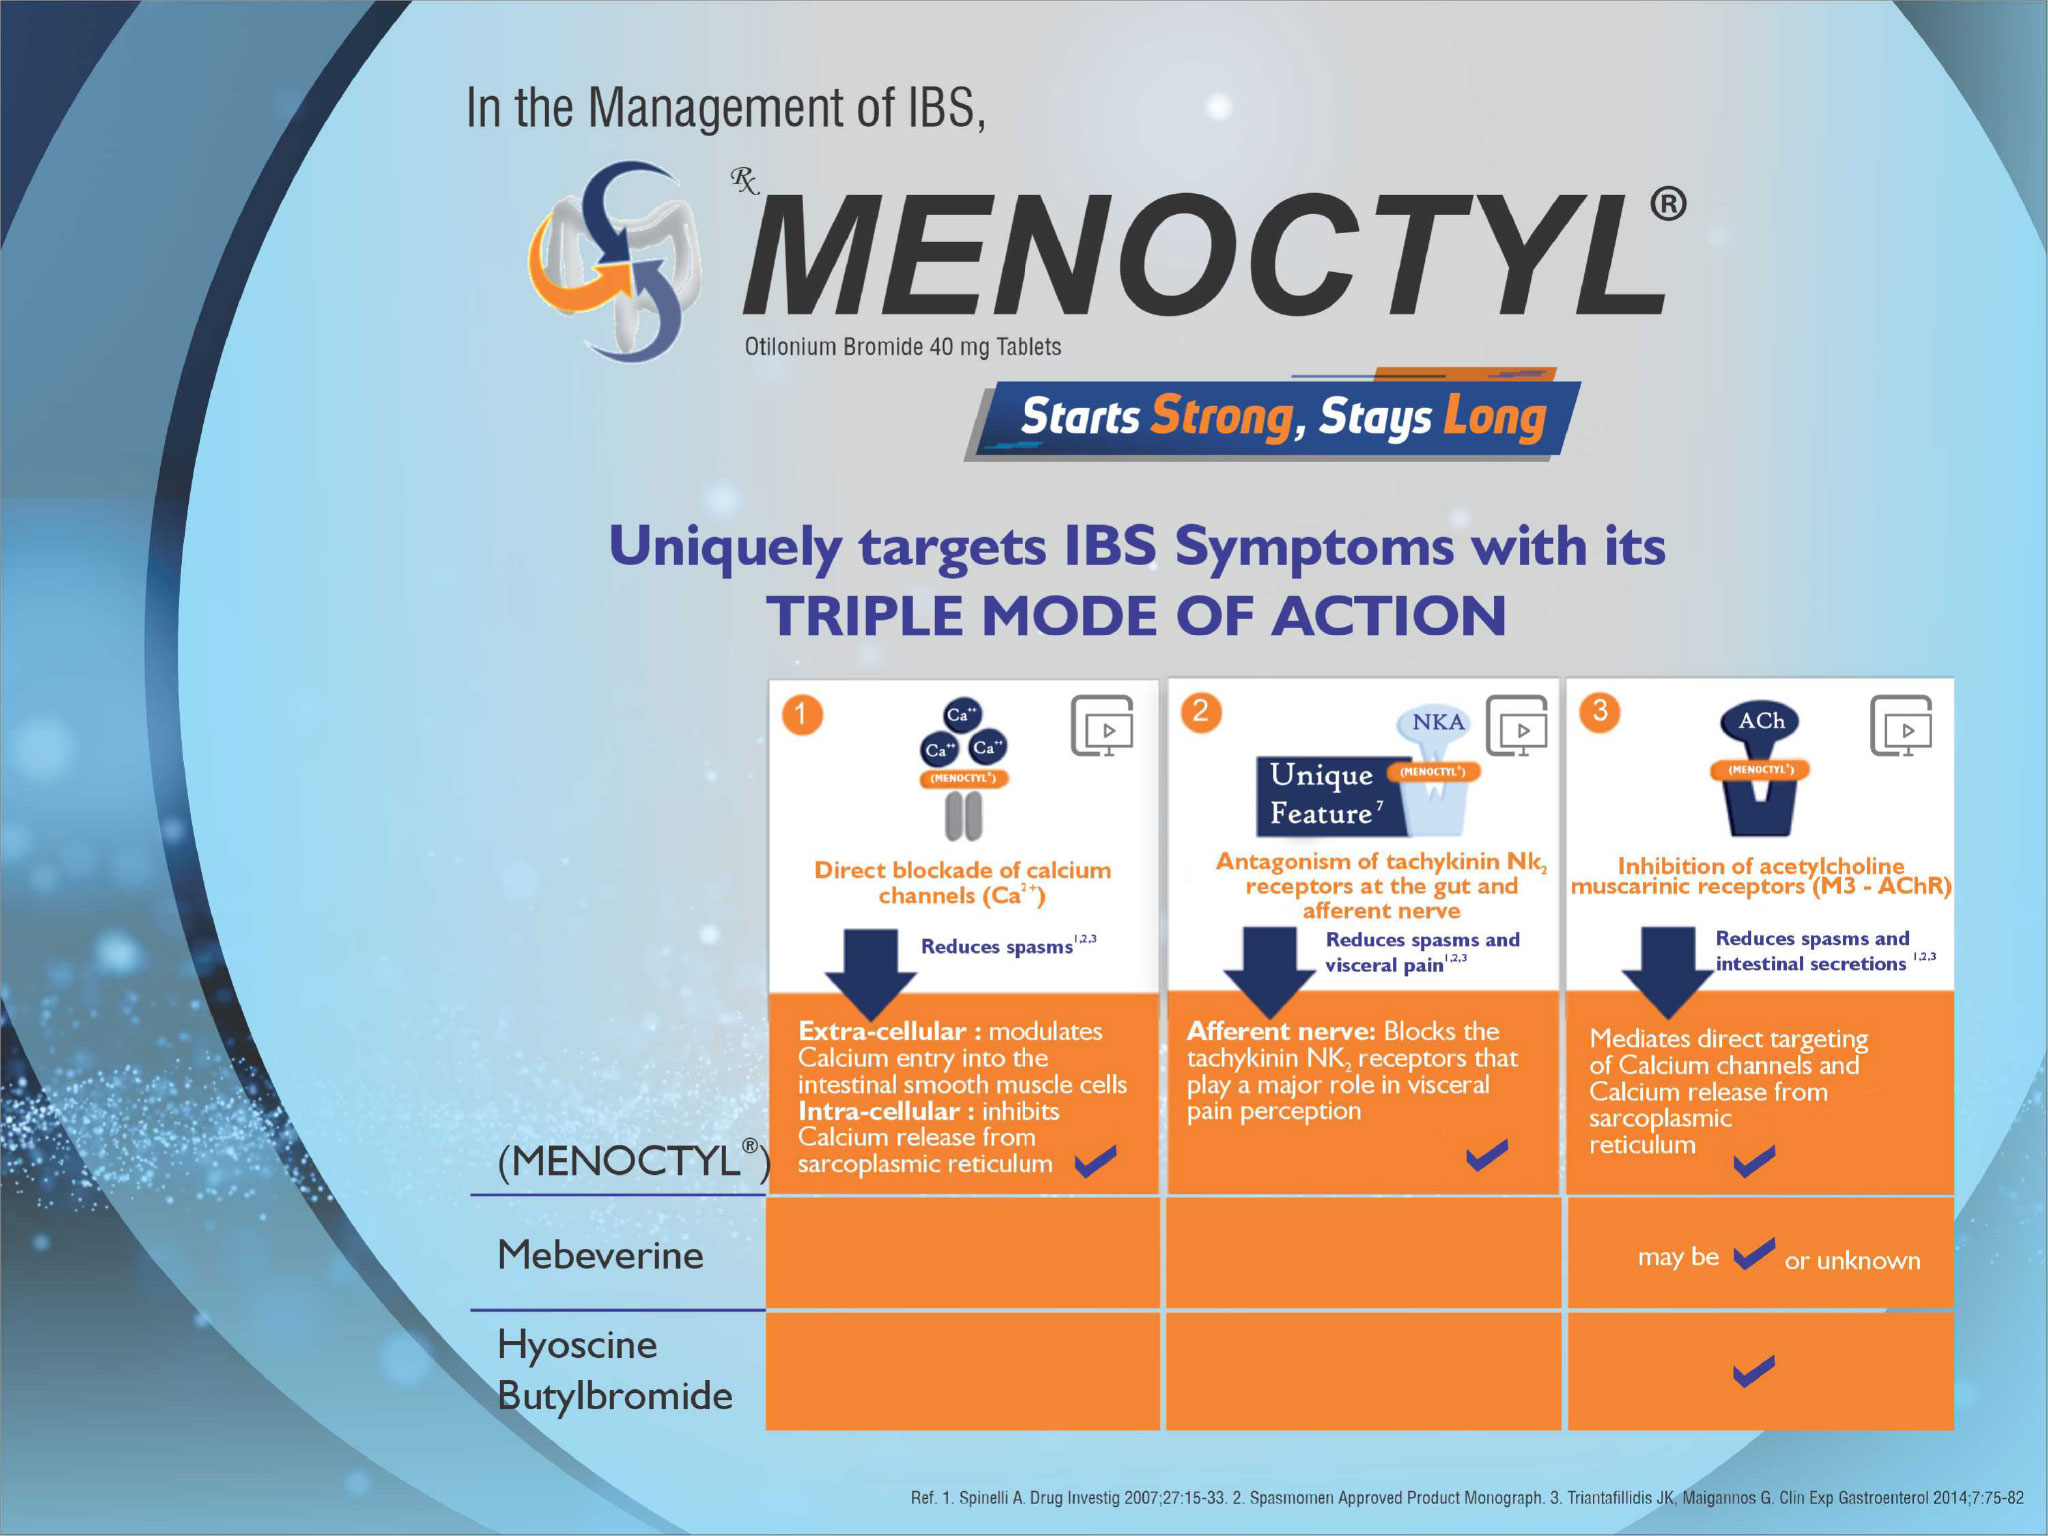 In the Management of IBS,
Rx MENOCTYL®
Otilonium Bromide 40 mg Tablets
Starts Strong, Stays Long
Uniquely targets IBS Symptoms with its
TRIPLE MODE OF ACTION
1
Ca++
Ca++ Ca++
(MENOCTYL®)
Direct blockade of calcium
channels (Ca2+)
Reduces spasms1,2,3
2
NKA
Unique
Feature7
(MENOCTYL®)
Antagonism of tachykinin Nk2
receptors at the gut and
afferent nerve
Reduces spasms and
visceral pain1,2,3
3
ACh
(MENOCTYL®)
Inhibition of acetylcholine
muscarinic receptors (M3 - AChR)
Reduces spasms and
intestinal secretions 1,2,3
(MENOCTYL®)
Extra-cellular : modulates
Calcium entry into the
intestinal smooth muscle cells
Intra-cellular : inhibits
Calcium release from
sarcoplasmic reticulum
Afferent nerve: Blocks the
tachykinin NK2 receptors that
play a major role in visceral
pain perception
Mediates direct targeting
of Calcium channels and
Calcium release from
sarcoplasmic
reticulum
Mebeverine
may be ✓ or unknown
Hyoscine
Butylbromide
Ref. 1. Spinelli A. Drug Investig 2007;27:15-33. 2. Spasmomen Approved Product Monograph. 3. Triantafillidis JK, Maigannos G. Clin Exp Gastroenterol 2014;7:75-82